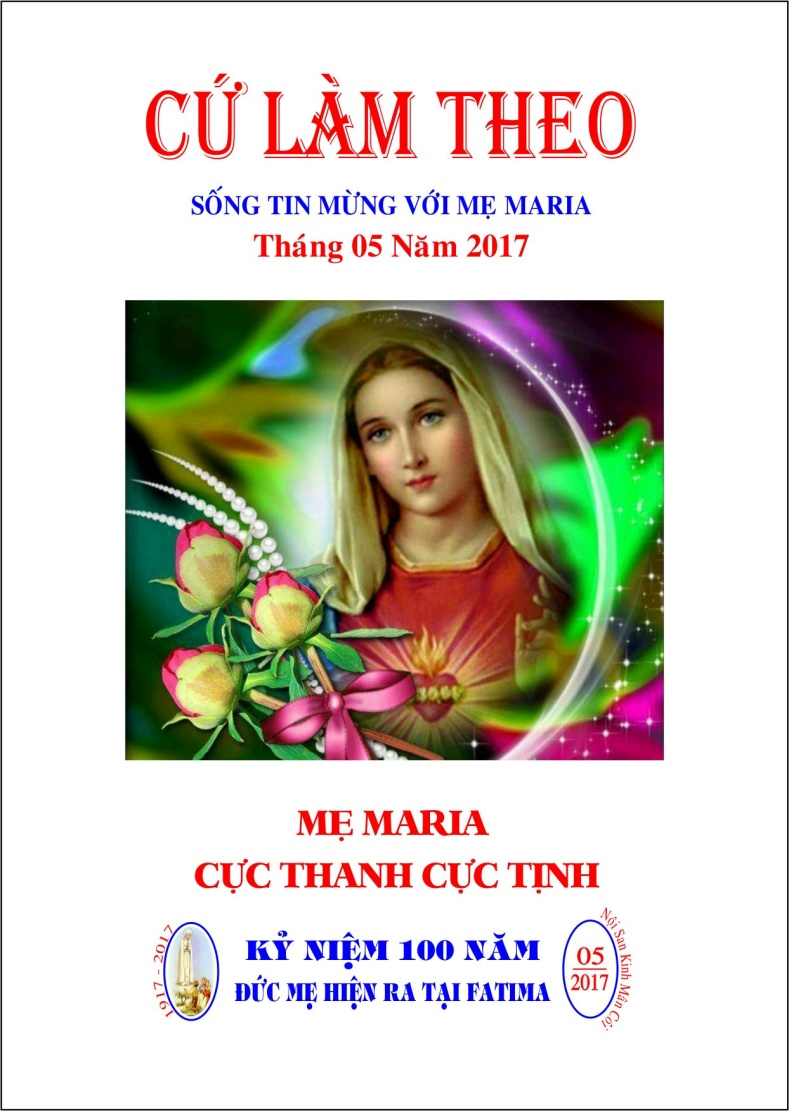 CỨ LÀM THEO
SỐNG TIN MỪNG VỚI MẸ MARIA
Tháng 05 Năm 2017
MẸ MARIA
CỰC THANH CỰC TỊNH
1917 - 2017
KỶ NIỆM 100 NĂM
ĐỨC MẸ HIỆN RA TẠI FATIMA
05
2017
Nội San Kinh Mân Côi